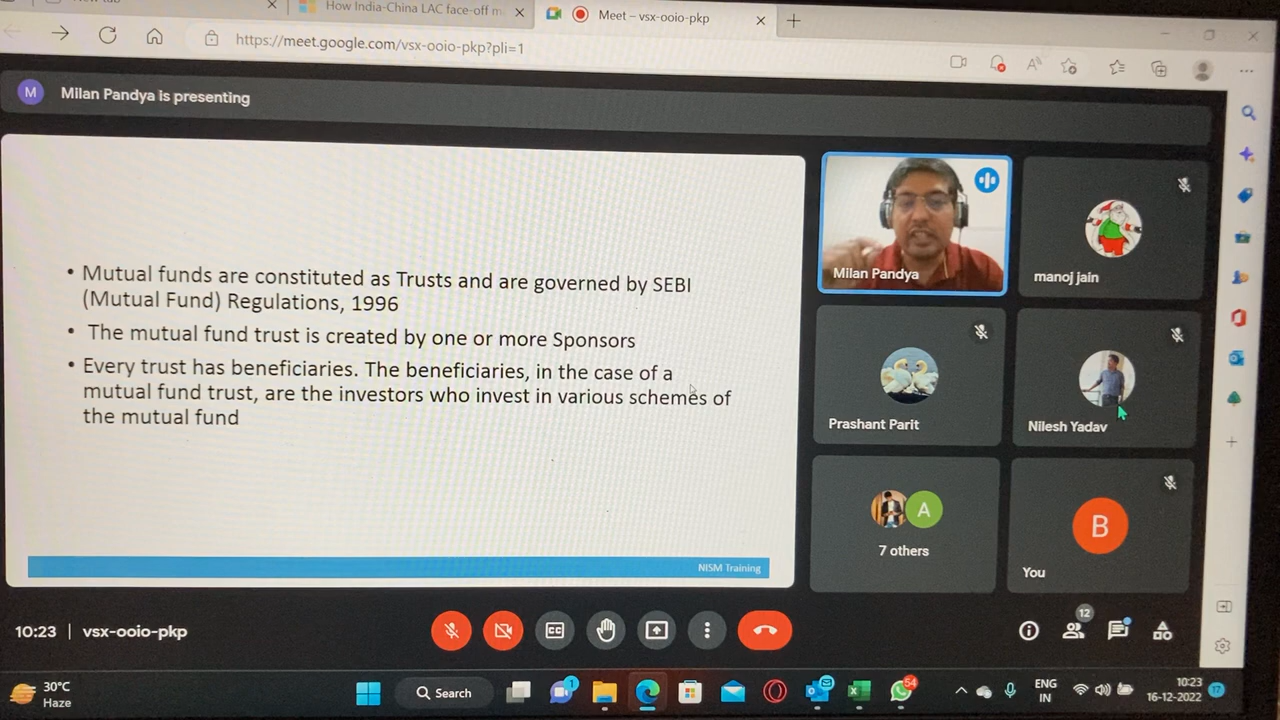 How India-China LAC face-off m
Meet – vsx-ooio-pkp
https://meet.google.com/vsx-ooio-pkp?pli=1
M
Milan Pandya is presenting
• Mutual funds are constituted as Trusts and are governed by SEBI
(Mutual Fund) Regulations, 1996
• The mutual fund trust is created by one or more Sponsors
• Every trust has beneficiaries. The beneficiaries, in the case of a
mutual fund trust, are the investors who invest in various schemes of
the mutual fund
NISM Training
Milan Pandya
manoj jain
Prashant Parit
Nilesh Yadav
A
7 others
B
You
10:23 | vsx-ooio-pkp
CC
12
30°C
Haze
Search
1
54
ENG
IN
10:23
16-12-2022
17